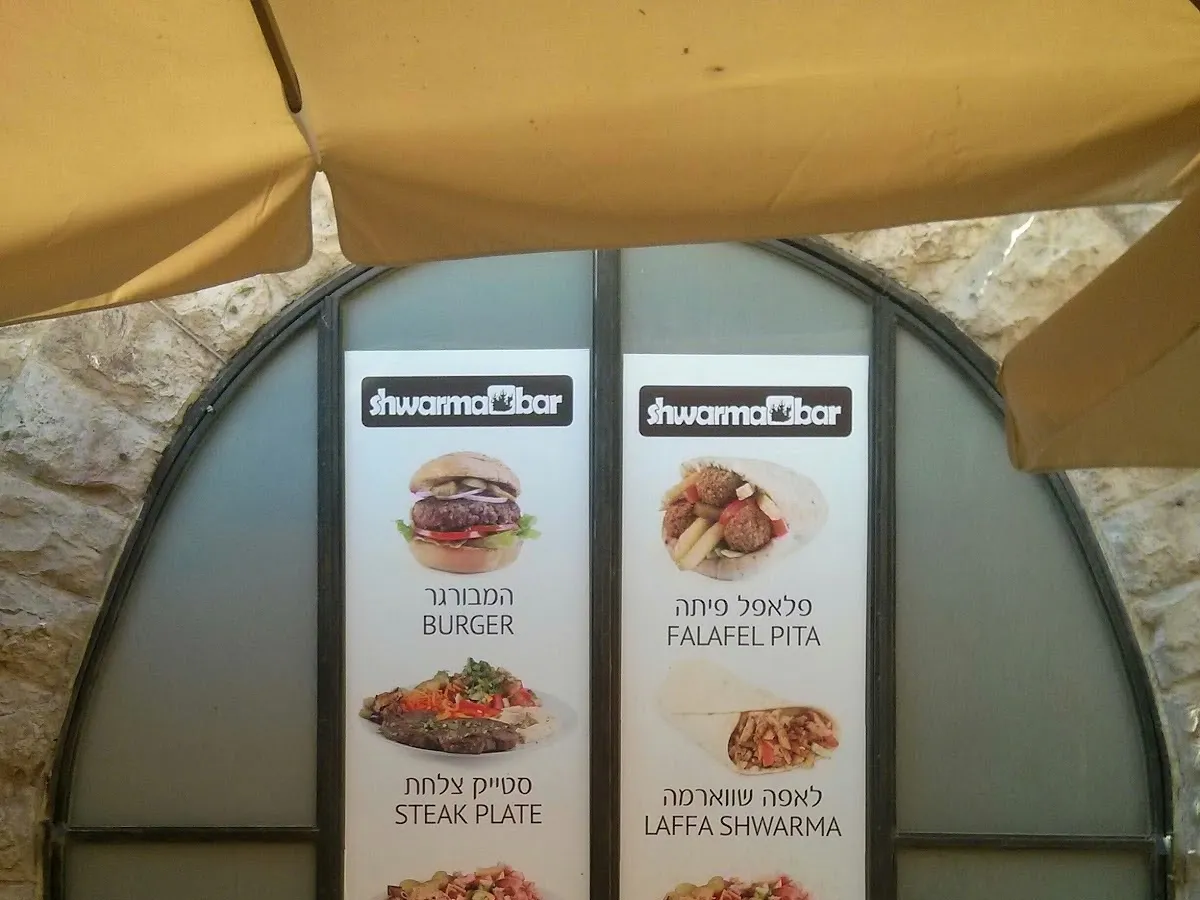 shwarma bar
המבורגר
BURGER
סטייק צלחת
STEAK PLATE
shwarma bar
פלאפל פיתה
FALAFEL PITA
לאפה שווארמה
LAFFA SHWARMA